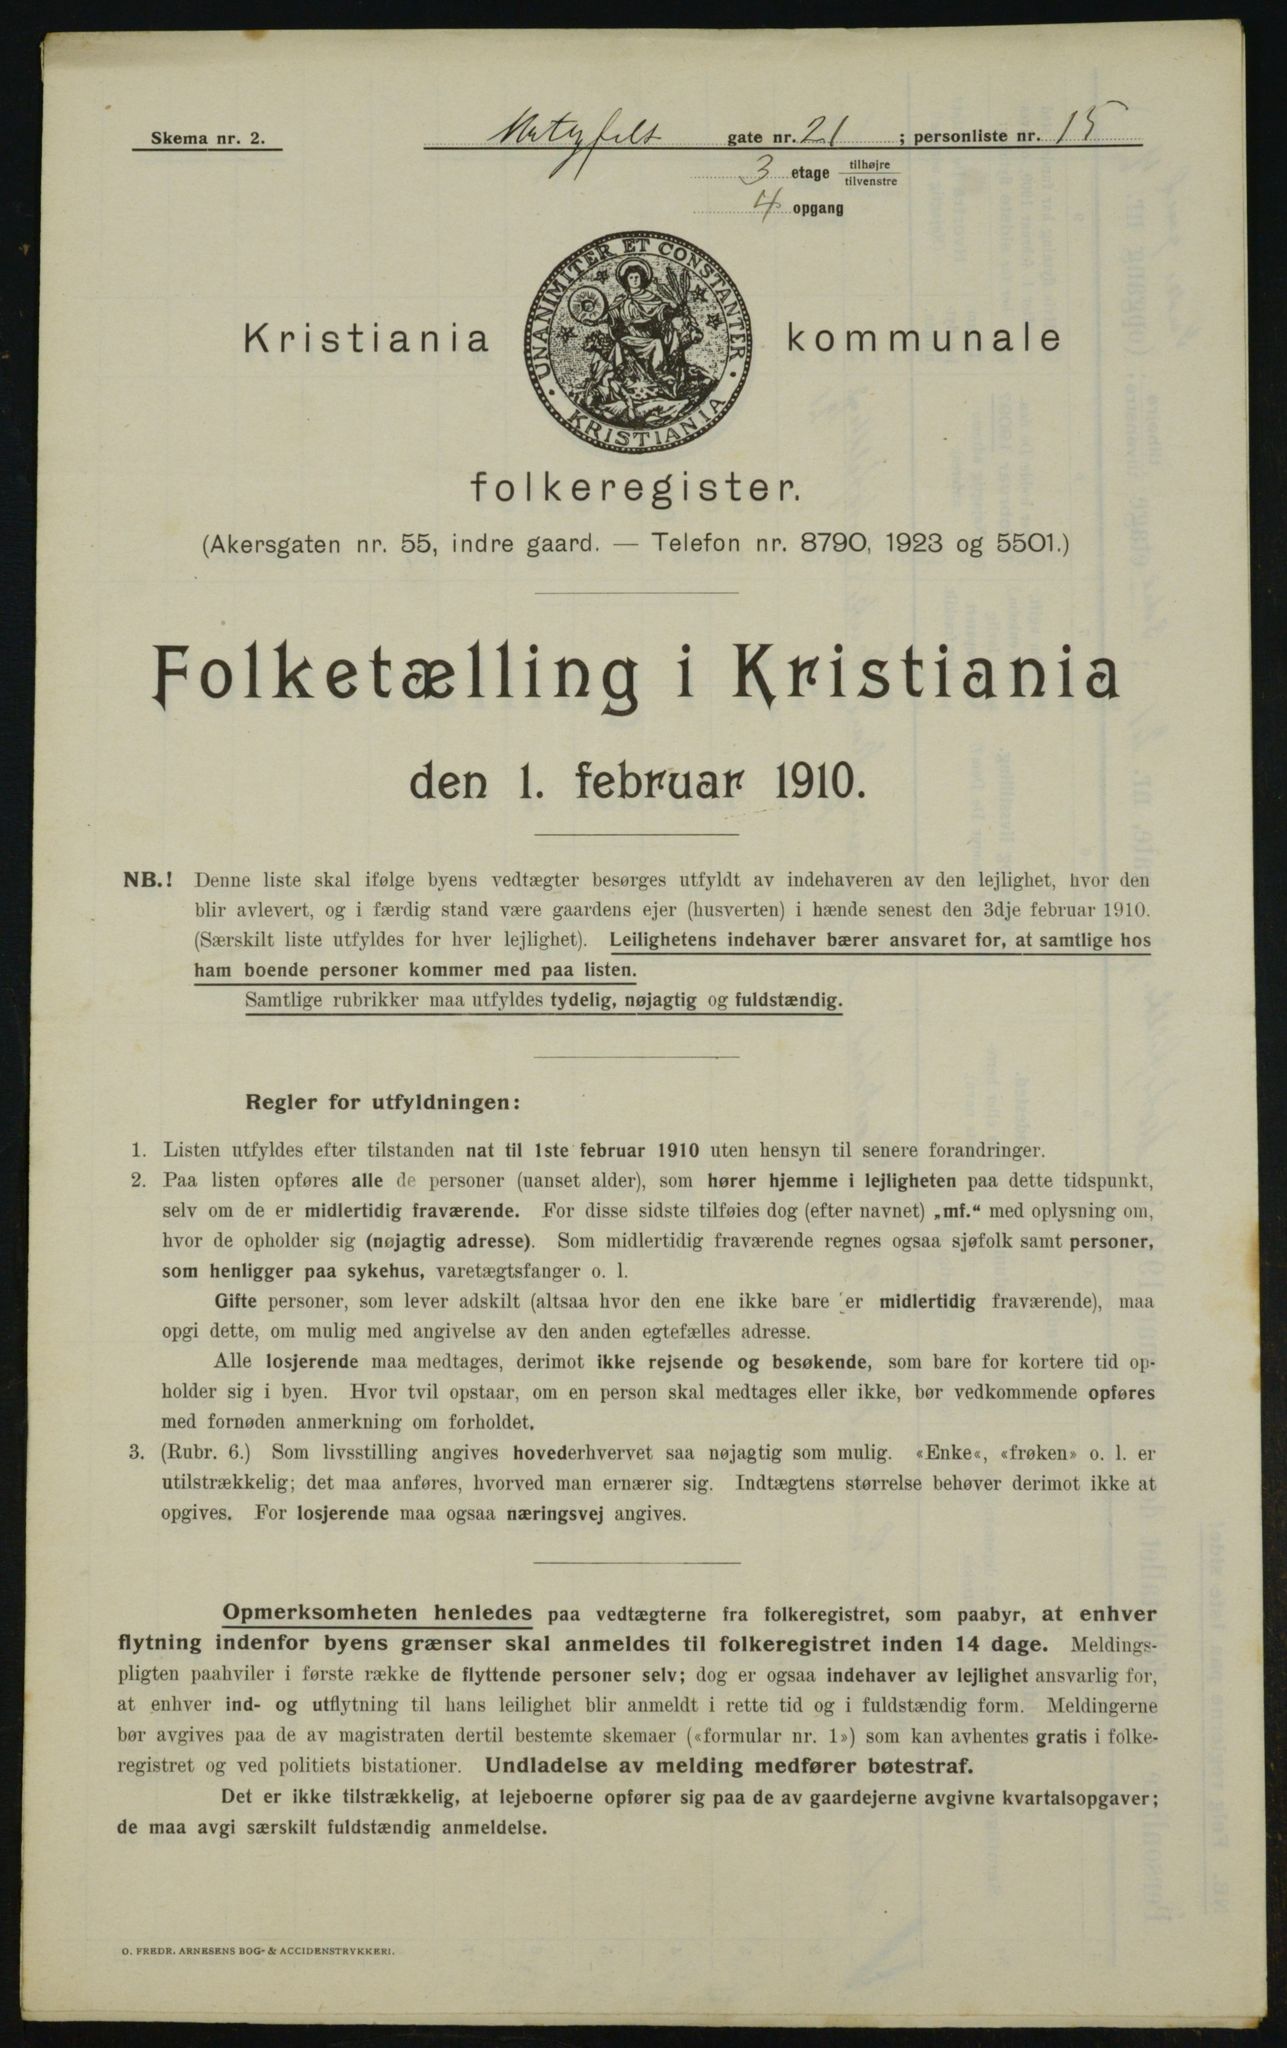 Skema nr. 2.
gate nr. 21 ; personliste nr. 15
3 etage tilhøjre
tilvenstre
4 opgang
UNANIMITER ET CONSTANTER
KRISTIANIA
Kristiania kommunale
folkeregister.
(Akersgaten nr. 55, indre gaard. — Telefon nr. 8790, 1923 og 5501.)
Folketælling i Kristiania
den 1. februar 1910.
NB.! Denne liste skal ifølge byens vedtægter besørges utfyldt av indehaveren av den lejlighet, hvor den
blir avlevert, og i færdig stand være gaardens ejer (husverten) i hænde senest den 3dje februar 1910.
(Særskilt liste utfyldes for hver lejlighet). Leilighetens indehaver bærer ansvaret for, at samtlige hos
ham boende personer kommer med paa listen.
Samtlige rubrikker maa utfyldes tydelig, nøjagtig og fuldstændig.
Regler for utfyldningen:
1. Listen utfyldes efter tilstanden nat til 1ste februar 1910 uten hensyn til senere forandringer.
2. Paa listen opføres alle de personer (uanset alder), som hører hjemme i lejligheten paa dette tidspunkt,
selv om de er midlertidig fraværende. For disse sidste tilføies dog (efter navnet) „mf.“ med oplysning om,
hvor de opholder sig (nøjagtig adresse). Som midlertidig fraværende regnes ogsaa sjøfolk samt personer,
som henligger paa sykehus, varetægtsfanger o. l.
Gifte personer, som lever adskilt (altsaa hvor den ene ikke bare er midlertidig fraværende), maa
opgi dette, om mulig med angivelse av den anden egtefælles adresse.
Alle losjerende maa medtages, derimot ikke rejsende og besøkende, som bare for kortere tid op-
holder sig i byen. Hvor tvil opstaar, om en person skal medtages eller ikke, bør vedkommende opføres
med fornøden anmerkning om forholdet.
3. (Rubr. 6.) Som livsstilling angives hovederhvervet saa nøjagtig som mulig. «Enke«, «frøken» o. l. er
utilstrækkelig; det maa anføres, hvorved man ernærer sig. Indtægtens størrelse behøver derimot ikke at
opgives. For losjerende maa ogsaa næringsvej angives.
Opmerksomheten henledes paa vedtægterne fra folkeregistret, som paabyr, at enhver
flytning indenfor byens grænser skal anmeldes til folkeregistret inden 14 dage. Meldings-
pligten paahviler i første række de flyttende personer selv; dog er ogsaa indehaver av lejlighet ansvarlig for,
at enhver ind- og utflytning til hans leilighet blir anmeldt i rette tid og i fuldstændig form. Meldingerne
bør avgives paa de av magistraten dertil bestemte skemaer («formular nr. 1») som kan avhentes gratis i folke-
registret og ved politiets bistationer. Undladelse av melding medfører bøtestraf.
Det er ikke tilstrækkelig, at lejeboerne opfører sig paa de av gaardejerne avgivne kvartalsopgaver;
de maa avgi særskilt fuldstændig anmeldelse.
O. FREDR. ARNESENS BOG- & ACCIDENSTRYKKERI.